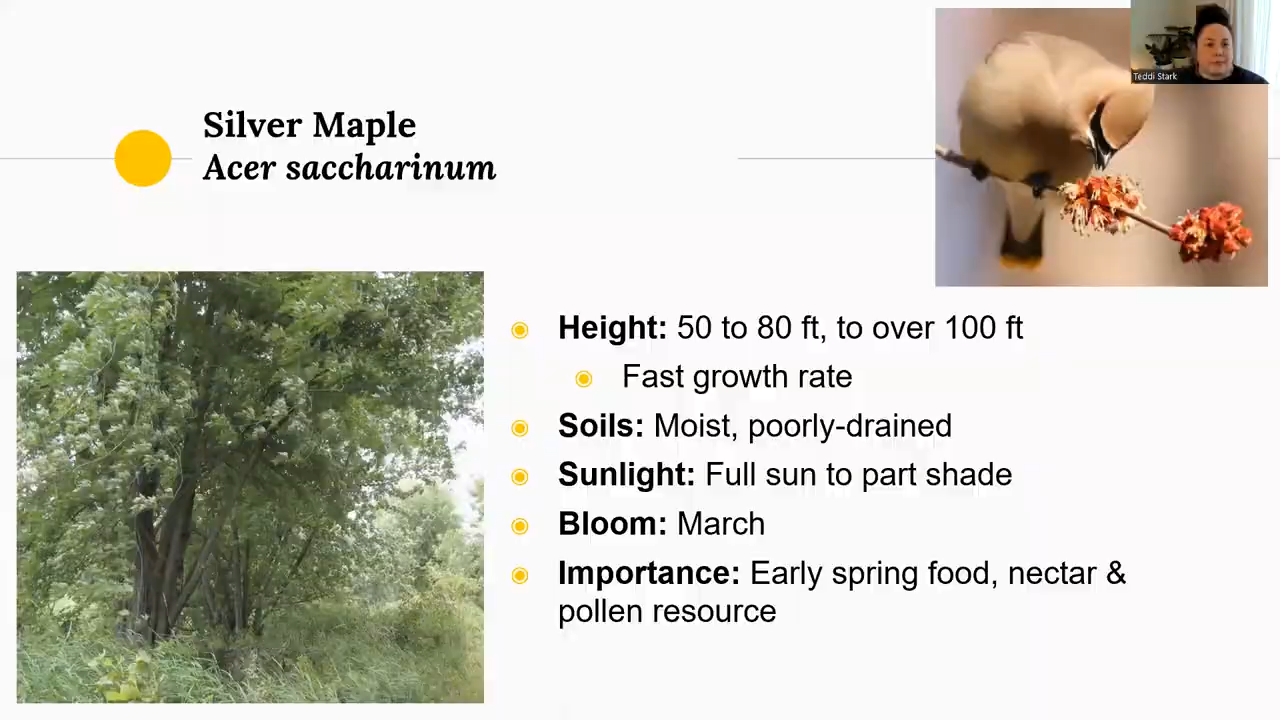 Teddi Stark
Silver Maple
Acer saccharinum
Height: 50 to 80 ft, to over 100 ft
Fast growth rate
Soils: Moist, poorly-drained
Sunlight: Full sun to part shade
Bloom: March
Importance: Early spring food, nectar &
pollen resource